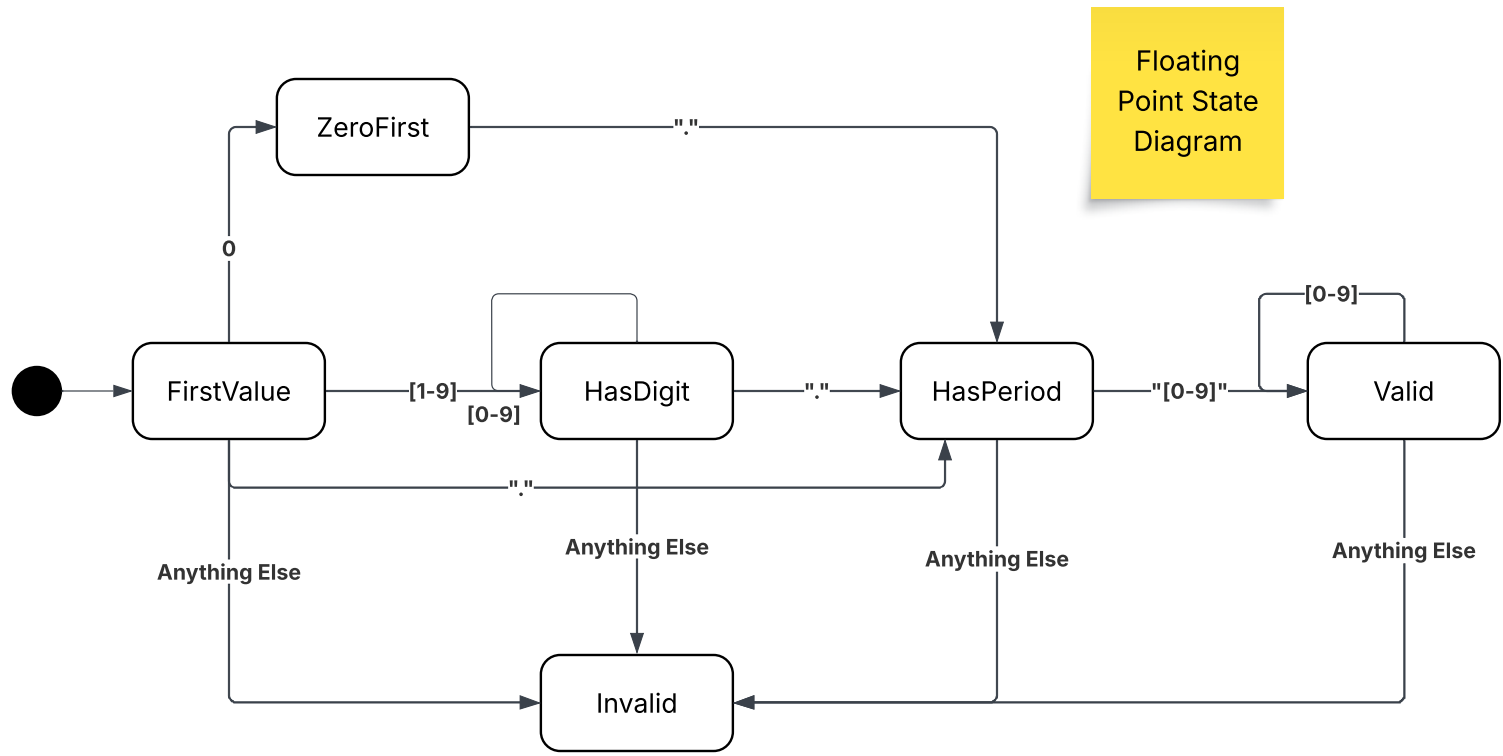 Floating
Point State
Diagram
ZeroFirst
"."
0
[0-9]
FirstValue
[1-9]
HasDigit
"."
HasPeriod
"[0-9]"
Valid
[0-9]
"."
Anything Else
Anything Else
Anything Else
Anything Else
Invalid